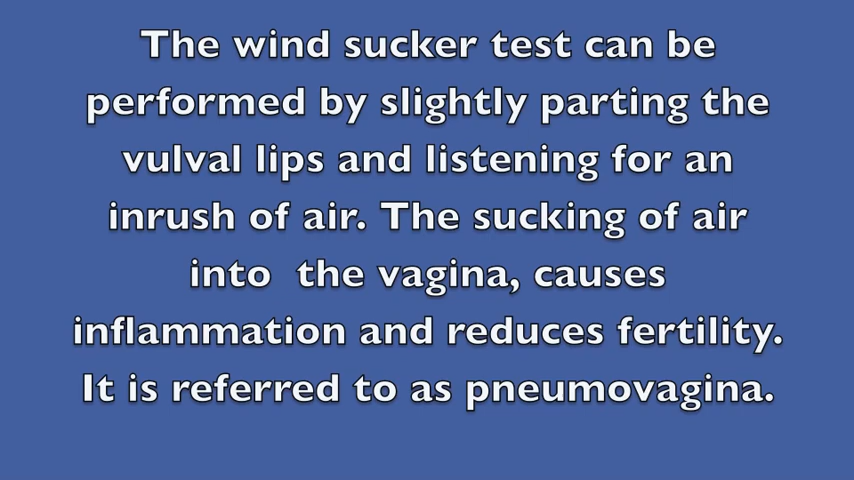 The wind sucker test can be
performed by slightly parting the
vulval lips and listening for an
inrush of air. The sucking of air
into  the vagina, causes
inflammation and reduces fertility.
It is referred to as pneumovagina.